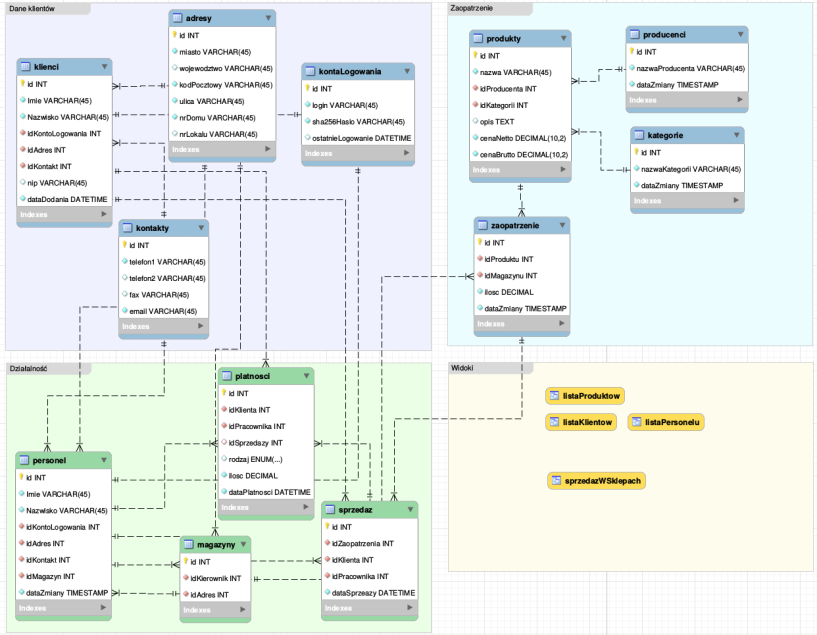 Dane klientów
adresy
id INT
miasto VARCHAR(45)
wojewodztwo VARCHAR(45)
kodPocztowy VARCHAR(45)
ulica VARCHAR(45)
nrDomu VARCHAR(45)
nrLokalu VARCHAR(45)
Indexes
klienci
id INT
Imie VARCHAR(45)
Nazwisko VARCHAR(45)
idKontoLogowania INT
idAdres INT
idKontakt INT
nip VARCHAR(45)
dataDodania DATETIME
Indexes
kontaLogowania
id INT
login VARCHAR(45)
sha256Haslo VARCHAR(45)
ostatnieLogowanie DATETIME
Indexes
kontakty
id INT
telefon1 VARCHAR(45)
telefon2 VARCHAR(45)
fax VARCHAR(45)
email VARCHAR(45)
Indexes
Zaopatrzenie
produkty
id INT
nazwa VARCHAR(45)
idProducenta INT
idKategorii INT
opis TEXT
cenaNetto DECIMAL(10,2)
cenaBrutto DECIMAL(10,2)
Indexes
producenci
id INT
nazwaProducenta VARCHAR(45)
dataZmiany TIMESTAMP
Indexes
kategorie
id INT
nazwaKategorii VARCHAR(45)
dataZmiany TIMESTAMP
Indexes
zaopatrzenie
id INT
idProduktu INT
idMagazynu INT
ilosc DECIMAL
dataZmiany TIMESTAMP
Indexes
Działalność
platnosci
id INT
idKlienta INT
idPracownika INT
idSprzedazy INT
rodzaj ENUM(...)
ilosc DECIMAL
dataPlatnosci DATETIME
Indexes
personel
id INT
Imie VARCHAR(45)
Nazwisko VARCHAR(45)
idKontoLogowania INT
idAdres INT
idKontakt INT
idMagazyn INT
dataZmiany TIMESTAMP
Indexes
magazyny
id INT
idKierownik INT
idAdres INT
Indexes
sprzedaz
id INT
idZaopatrzenia INT
idKlienta INT
idPracownika INT
dataSprzeazy DATETIME
Indexes
Widoki
listaProduktow
listaKlientow
listaPersonelu
sprzedazWSklepach